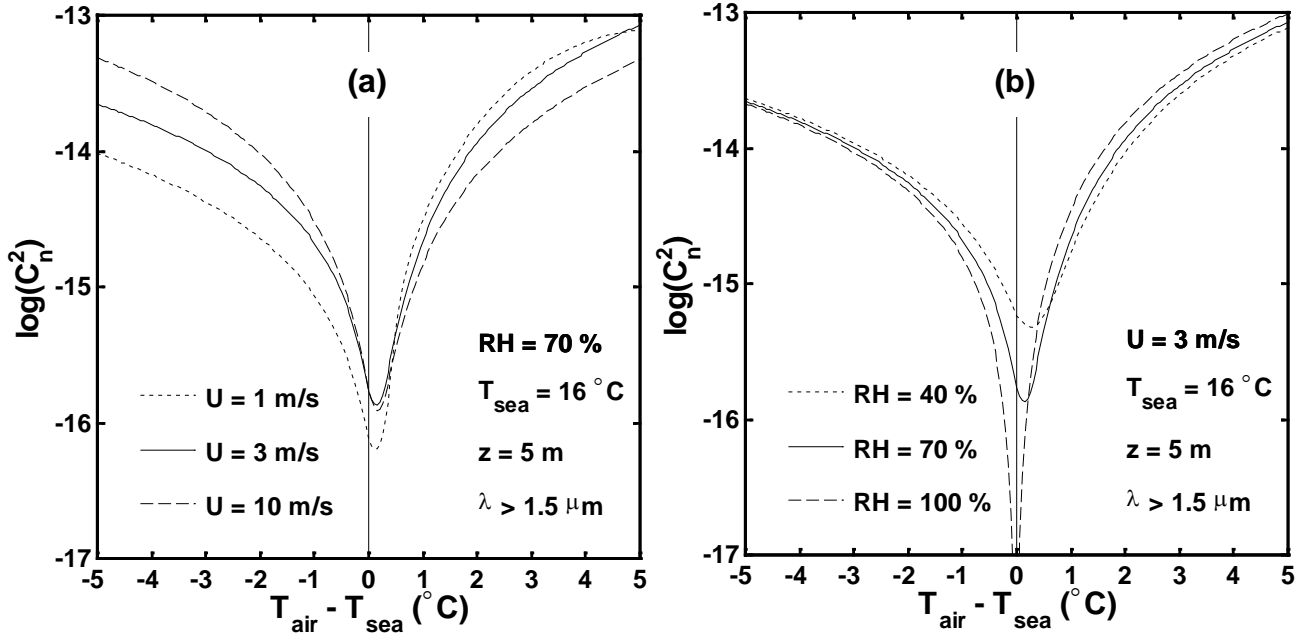 (a)
log(C²ₙ)
-13
-14
-15
-16
-17
RH = 70 %
T_sea = 16 °C
z = 5 m
λ > 1.5 μm
U = 1 m/s
U = 3 m/s
U = 10 m/s
-5 -4 -3 -2 -1 0 1 2 3 4 5
T_air - T_sea (°C)
(b)
log(C²ₙ)
-13
-14
-15
-16
-17
U = 3 m/s
T_sea = 16 °C
z = 5 m
λ > 1.5 μm
RH = 40 %
RH = 70 %
RH = 100 %
-5 -4 -3 -2 -1 0 1 2 3 4 5
T_air - T_sea (°C)